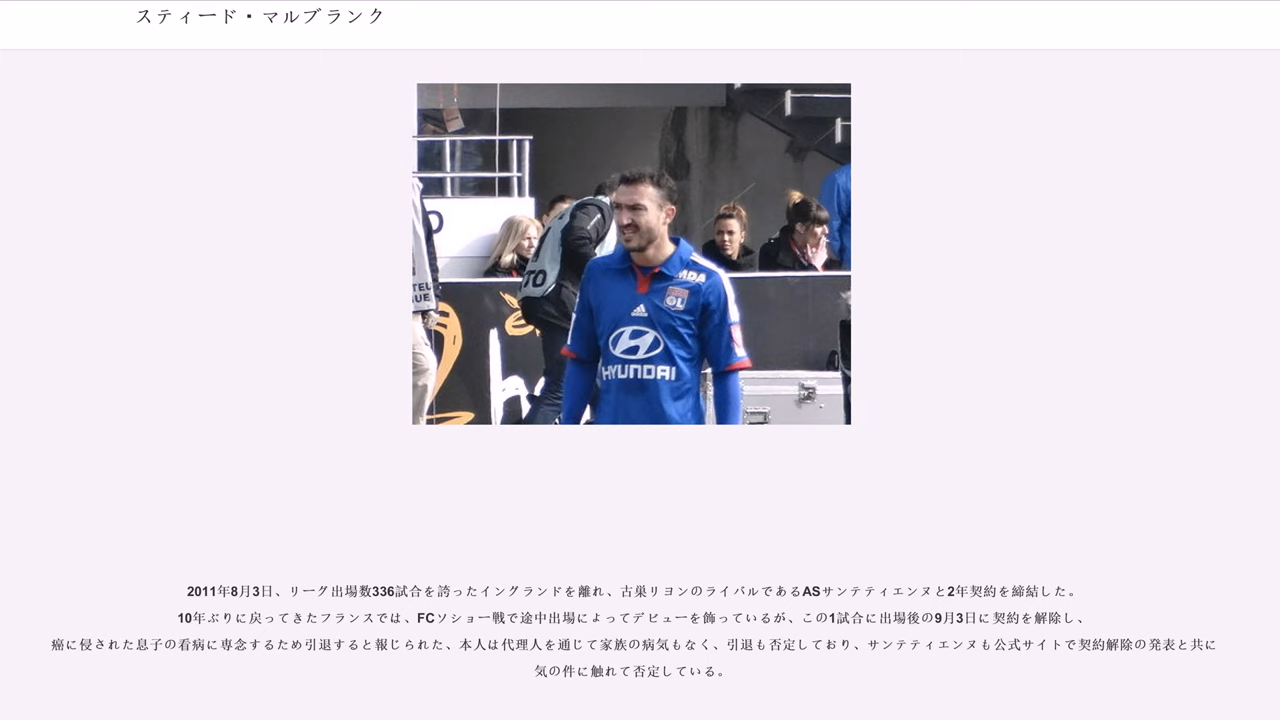 スティード・マルブランク
D
TO
TEU
QUE
MDA
OL
adidas
HYUNDAI
2011年8月3日、リーグ出場数336試合を誇ったイングランドを離れ、古巣リヨンのライバルであるASサンテティエンヌと2年契約を締結した。
10年ぶりに戻ってきたフランスでは、FCソショー戦で途中出場によってデビューを飾っているが、この1試合に出場後の9月3日に契約を解除し、
癌に侵された息子の看病に専念するため引退すると報じられた、本人は代理人を通じて家族の病気もなく、引退も否定しており、サンテティエンヌも公式サイトで契約解除の発表と共に
気の件に触れて否定している。